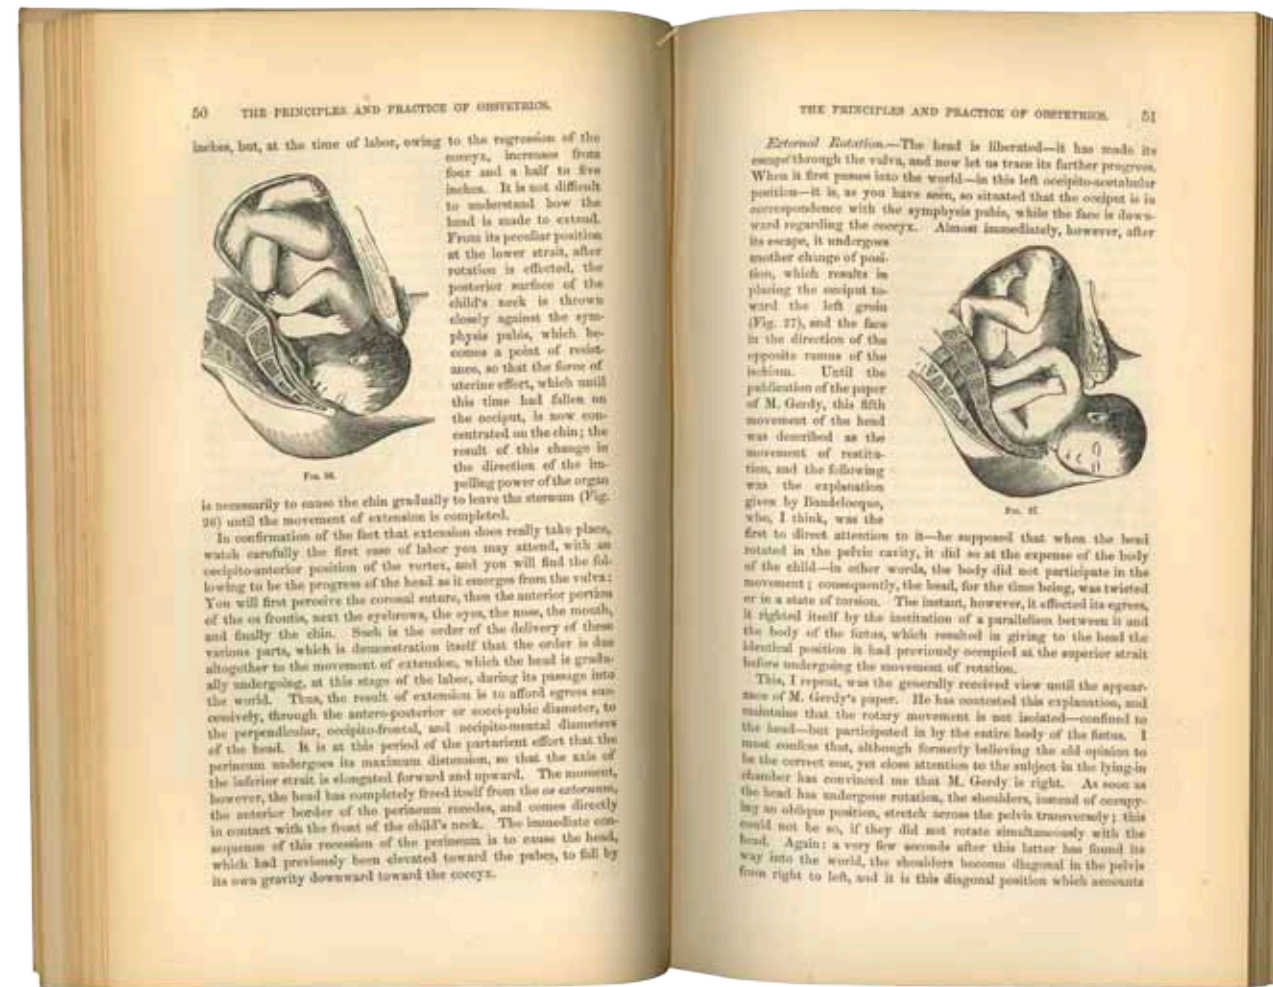 50 THE PRINCIPLES AND PRACTICE OF OBSTETRICS.
inches, but, at the time of labor, owing to the regression of the
coccyx, increases from
four and a half to five
inches. It is not difficult
to understand how the
head is made to extend.
From its peculiar position
at the lower strait, after
rotation is effected, the
posterior surface of the
child's neck is thrown
closely against the sym-
physis pubis, which be-
comes a point of resist-
ance, so that the force of
uterine effort, which until
this time had fallen on
the occiput, is now con-
centrated on the chin; the
result of this change in
the direction of the im-
pelling power of the organ
Fig. 26.
is necessarily to cause the chin gradually to leave the sternum (Fig.
26) until the movement of extension is completed.
In confirmation of the fact that extension does really take place,
watch carefully the first case of labor you may attend, with an
occipito-anterior position of the vertex, and you will find the fol-
lowing to be the progress of the head as it emerges from the vulva:
You will first perceive the coronal suture, then the anterior portion
of the os frontis, next the eyebrows, the eyes, the nose, the mouth,
and finally the chin. Such is the order of the delivery of these
various parts, which is demonstration itself that the order is due
altogether to the movement of extension, which the head is gradu-
ally undergoing, at this stage of the labor, during its passage into
the world. Thus, the result of extension is to afford egress suc-
cessively, through the antero-posterior or cocci-pubic diameter, to
the perpendicular, occipito-frontal, and occipito-mental diameters
of the head. It is at this period of the parturient effort that the
perineum undergoes its maximum distension, so that the axis of
the inferior strait is elongated forward and upward. The moment,
however, the head has completely freed itself from the os externum,
the anterior border of the perineum recedes, and comes directly
in contact with the front of the child's neck. The immediate con-
sequence of this recession of the perineum is to cause the head,
which had previously been elevated toward the pubes, to fall by
its own gravity downward toward the coccyx.
THE PRINCIPLES AND PRACTICE OF OBSTETRICS. 51
External Rotation.—The head is liberated—it has made its
escape through the vulva, and now let us trace its further progress.
When it first passes into the world—in this left occipito-acetabular
position—it is, as you have seen, so situated that the occiput is in
correspondence with the symphysis pubis, while the face is down-
ward regarding the coccyx. Almost immediately, however, after
its escape, it undergoes
another change of posi-
tion, which results in
placing the occiput to-
ward the left groin
(Fig. 27), and the face
in the direction of the
opposite ramus of the
ischium. Until the
publication of the paper
of M. Gerdy, this fifth
movement of the head
was described as the
movement of restitu-
tion, and the following
was the explanation
given by Baudelocque,
who, I think, was the
Fig. 27.
first to direct attention to it—he supposed that when the head
rotated in the pelvic cavity, it did so at the expense of the body
of the child—in other words, the body did not participate in the
movement; consequently, the head, for the time being, was twisted
or in a state of torsion. The instant, however, it effected its egress,
it righted itself by the institution of a parallelism between it and
the body of the fœtus, which resulted in giving to the head the
identical position it had previously occupied at the superior strait
before undergoing the movement of rotation.
This, I repeat, was the generally received view until the appear-
ance of M. Gerdy's paper. He has contested this explanation, and
maintains that the rotary movement is not isolated—confined to
the head—but participated in by the entire body of the fœtus. I
must confess that, although formerly believing the old opinion to
be the correct one, yet close attention to the subject in the lying-in
chamber has convinced me that M. Gerdy is right. As soon as
the head has undergone rotation, the shoulders, instead of occupy-
ing an oblique position, stretch across the pelvis transversely; this
could not be so, if they did not rotate simultaneously with the
head. Again: a very few seconds after this latter has found its
way into the world, the shoulders become diagonal in the pelvis
from right to left, and it is this diagonal position which accounts